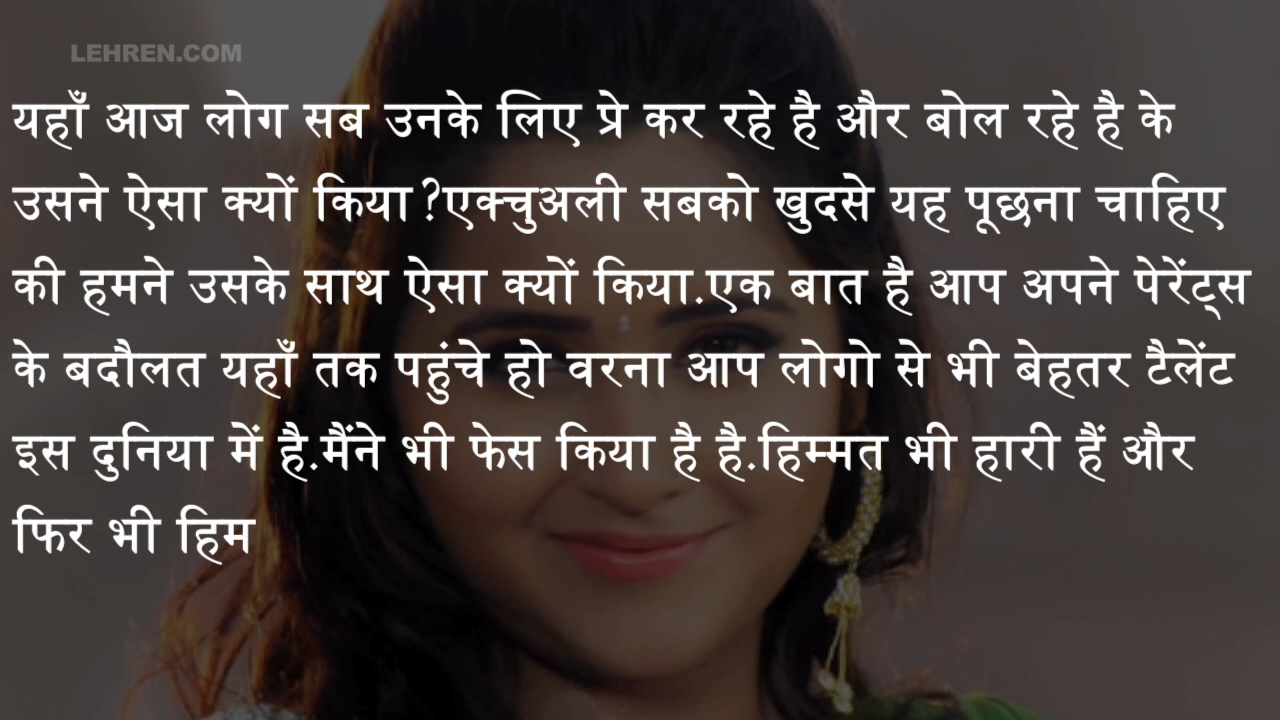 LEHREN.COM
यहाँ आज लोग सब उनके लिए प्रे कर रहे है और बोल रहे है के
उसने ऐसा क्यों किया?एक्चुअली सबको खुदसे यह पूछना चाहिए
की हमने उसके साथ ऐसा क्यों किया.एक बात है आप अपने पेरेंट्स
के बदौलत यहाँ तक पहुंचे हो वरना आप लोगो से भी बेहतर टैलेंट
इस दुनिया में है.मैंने भी फेस किया है है.हिम्मत भी हारी हैं और
फिर भी हिम